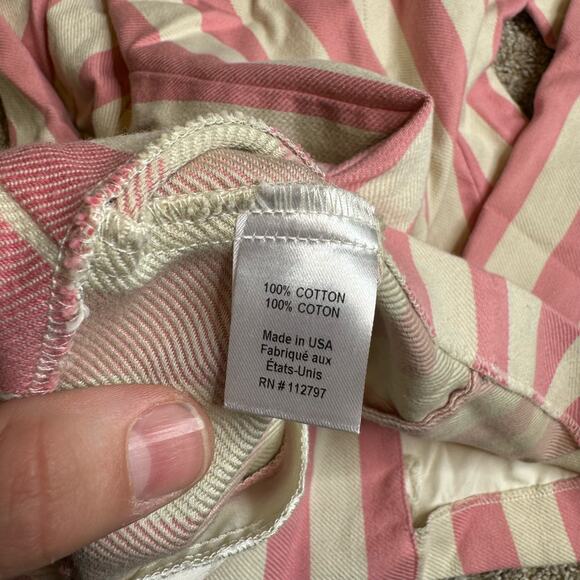 100% COTTON
100% COTON
Made in USA
Fabriqué aux
États-Unis
RN # 112797